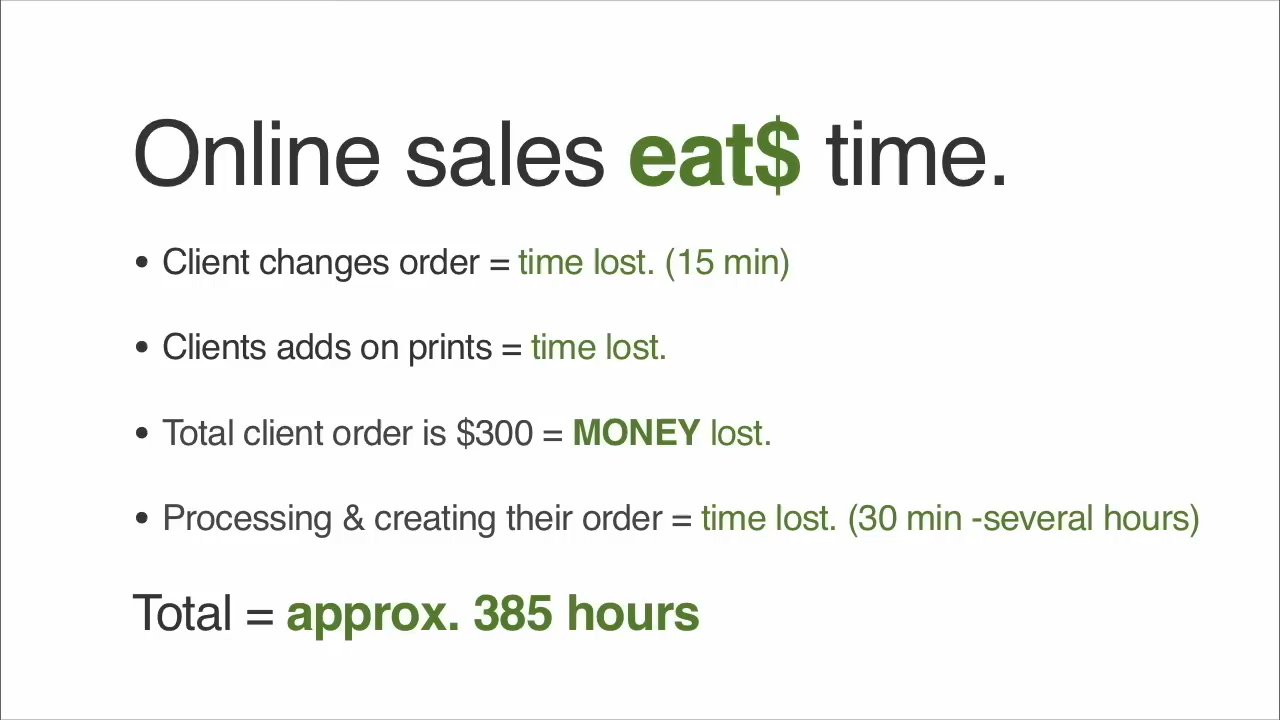 Online sales eat$ time.
• Client changes order = time lost. (15 min)
• Clients adds on prints = time lost.
• Total client order is $300 = MONEY lost.
• Processing & creating their order = time lost. (30 min -several hours)
Total = approx. 385 hours